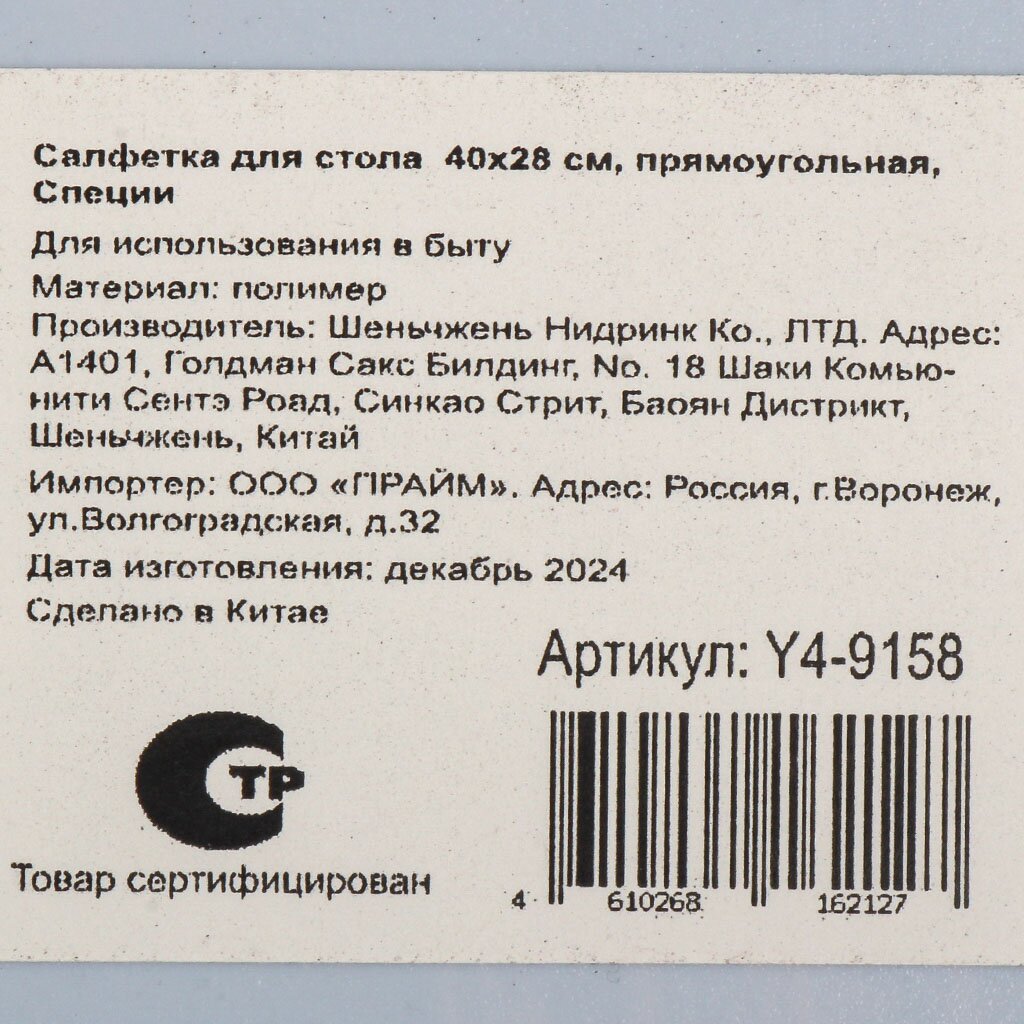 Салфетка для стола 40х28 см, прямоугольная,
Специи
Для использования в быту
Материал: полимер
Производитель: Шеньчжень Нидринк Ко., ЛТД. Адрес:
А1401, Голдман Сакс Билдинг, No. 18 Шаки Комью-
нити Сентэ Роад, Синкао Стрит, Баоян Дистрикт,
Шеньчжень, Китай
Импортер: ООО «ПРАЙМ». Адрес: Россия, г.Воронеж,
ул.Волгоградская, д.32
Дата изготовления: декабрь 2024
Сделано в Китае
Артикул: Y4-9158
СТР
Товар сертифицирован
4 610268 162127